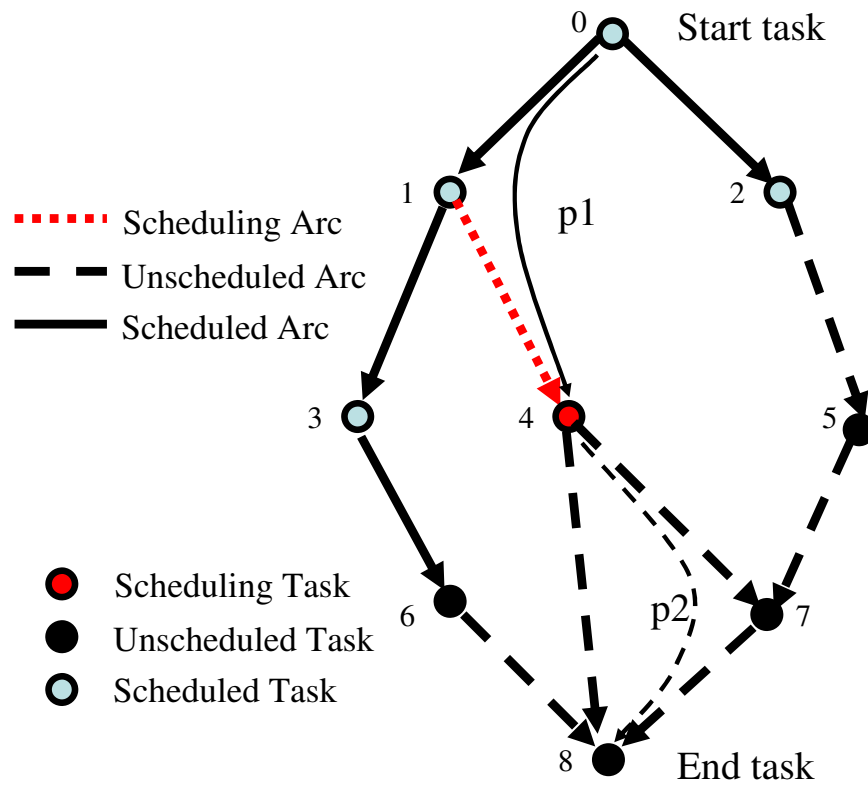 0
Start task
1
2
p1
Scheduling Arc
Unscheduled Arc
Scheduled Arc
3
4
5
Scheduling Task
6
p2
7
Unscheduled Task
Scheduled Task
8
End task